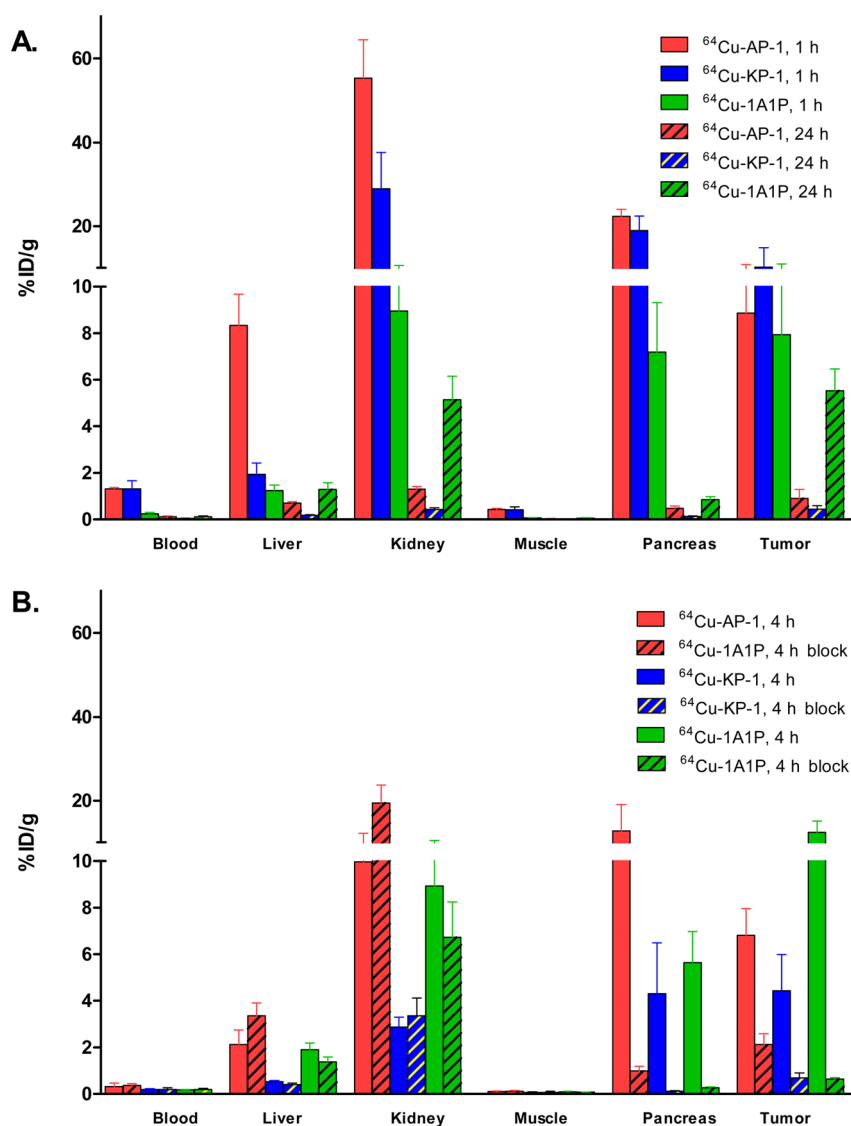 A.
60
40
20
10
8
6
4
2
0
%ID/g
⁶⁴Cu-AP-1, 1 h
⁶⁴Cu-KP-1, 1 h
⁶⁴Cu-1A1P, 1 h
⁶⁴Cu-AP-1, 24 h
⁶⁴Cu-KP-1, 24 h
⁶⁴Cu-1A1P, 24 h
Blood Liver Kidney Muscle Pancreas Tumor
B.
60
40
20
10
8
6
4
2
0
%ID/g
⁶⁴Cu-AP-1, 4 h
⁶⁴Cu-1A1P, 4 h block
⁶⁴Cu-KP-1, 4 h
⁶⁴Cu-KP-1, 4 h block
⁶⁴Cu-1A1P, 4 h
⁶⁴Cu-1A1P, 4 h block
Blood Liver Kidney Muscle Pancreas Tumor